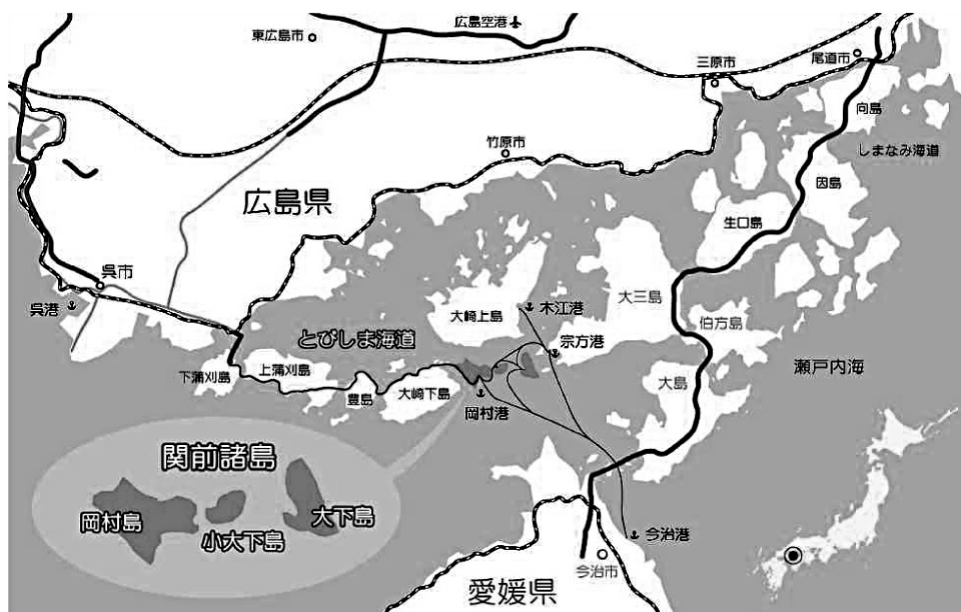 広島空港
東広島市
三原市
尾道市
向島
しまなみ海道
竹原市
因島
生口島
広島県
呉市
呉港
大三島
木江港
大崎上島
伯方島
宗方港
とびしま海道
瀬戸内海
上蒲刈島
下蒲刈島
豊島
大崎下島
大島
岡村港
関前諸島
岡村島
大下島
小大下島
今治港
今治市
愛媛県